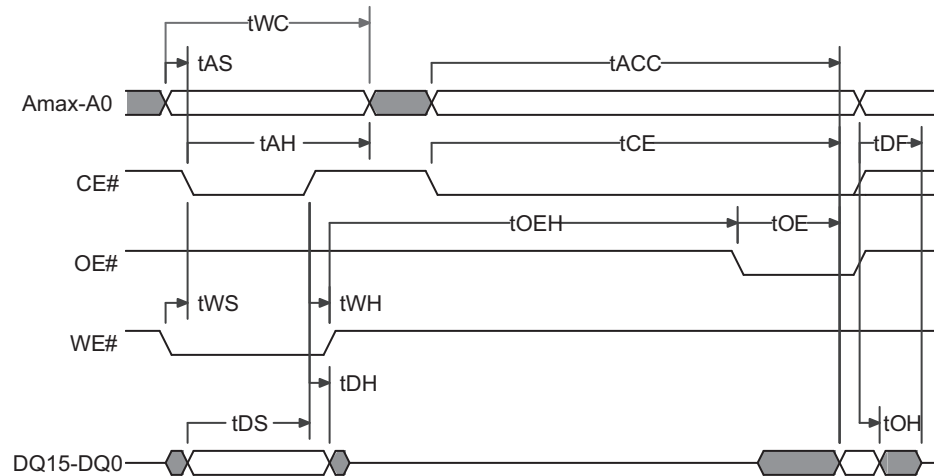 tWC
tAS
tACC
Amax-A0
tAH
tCE
tDF
CE#
tOEH
tOE
OE#
tWS
tWH
WE#
tDH
tDS
tOH
DQ15-DQ0